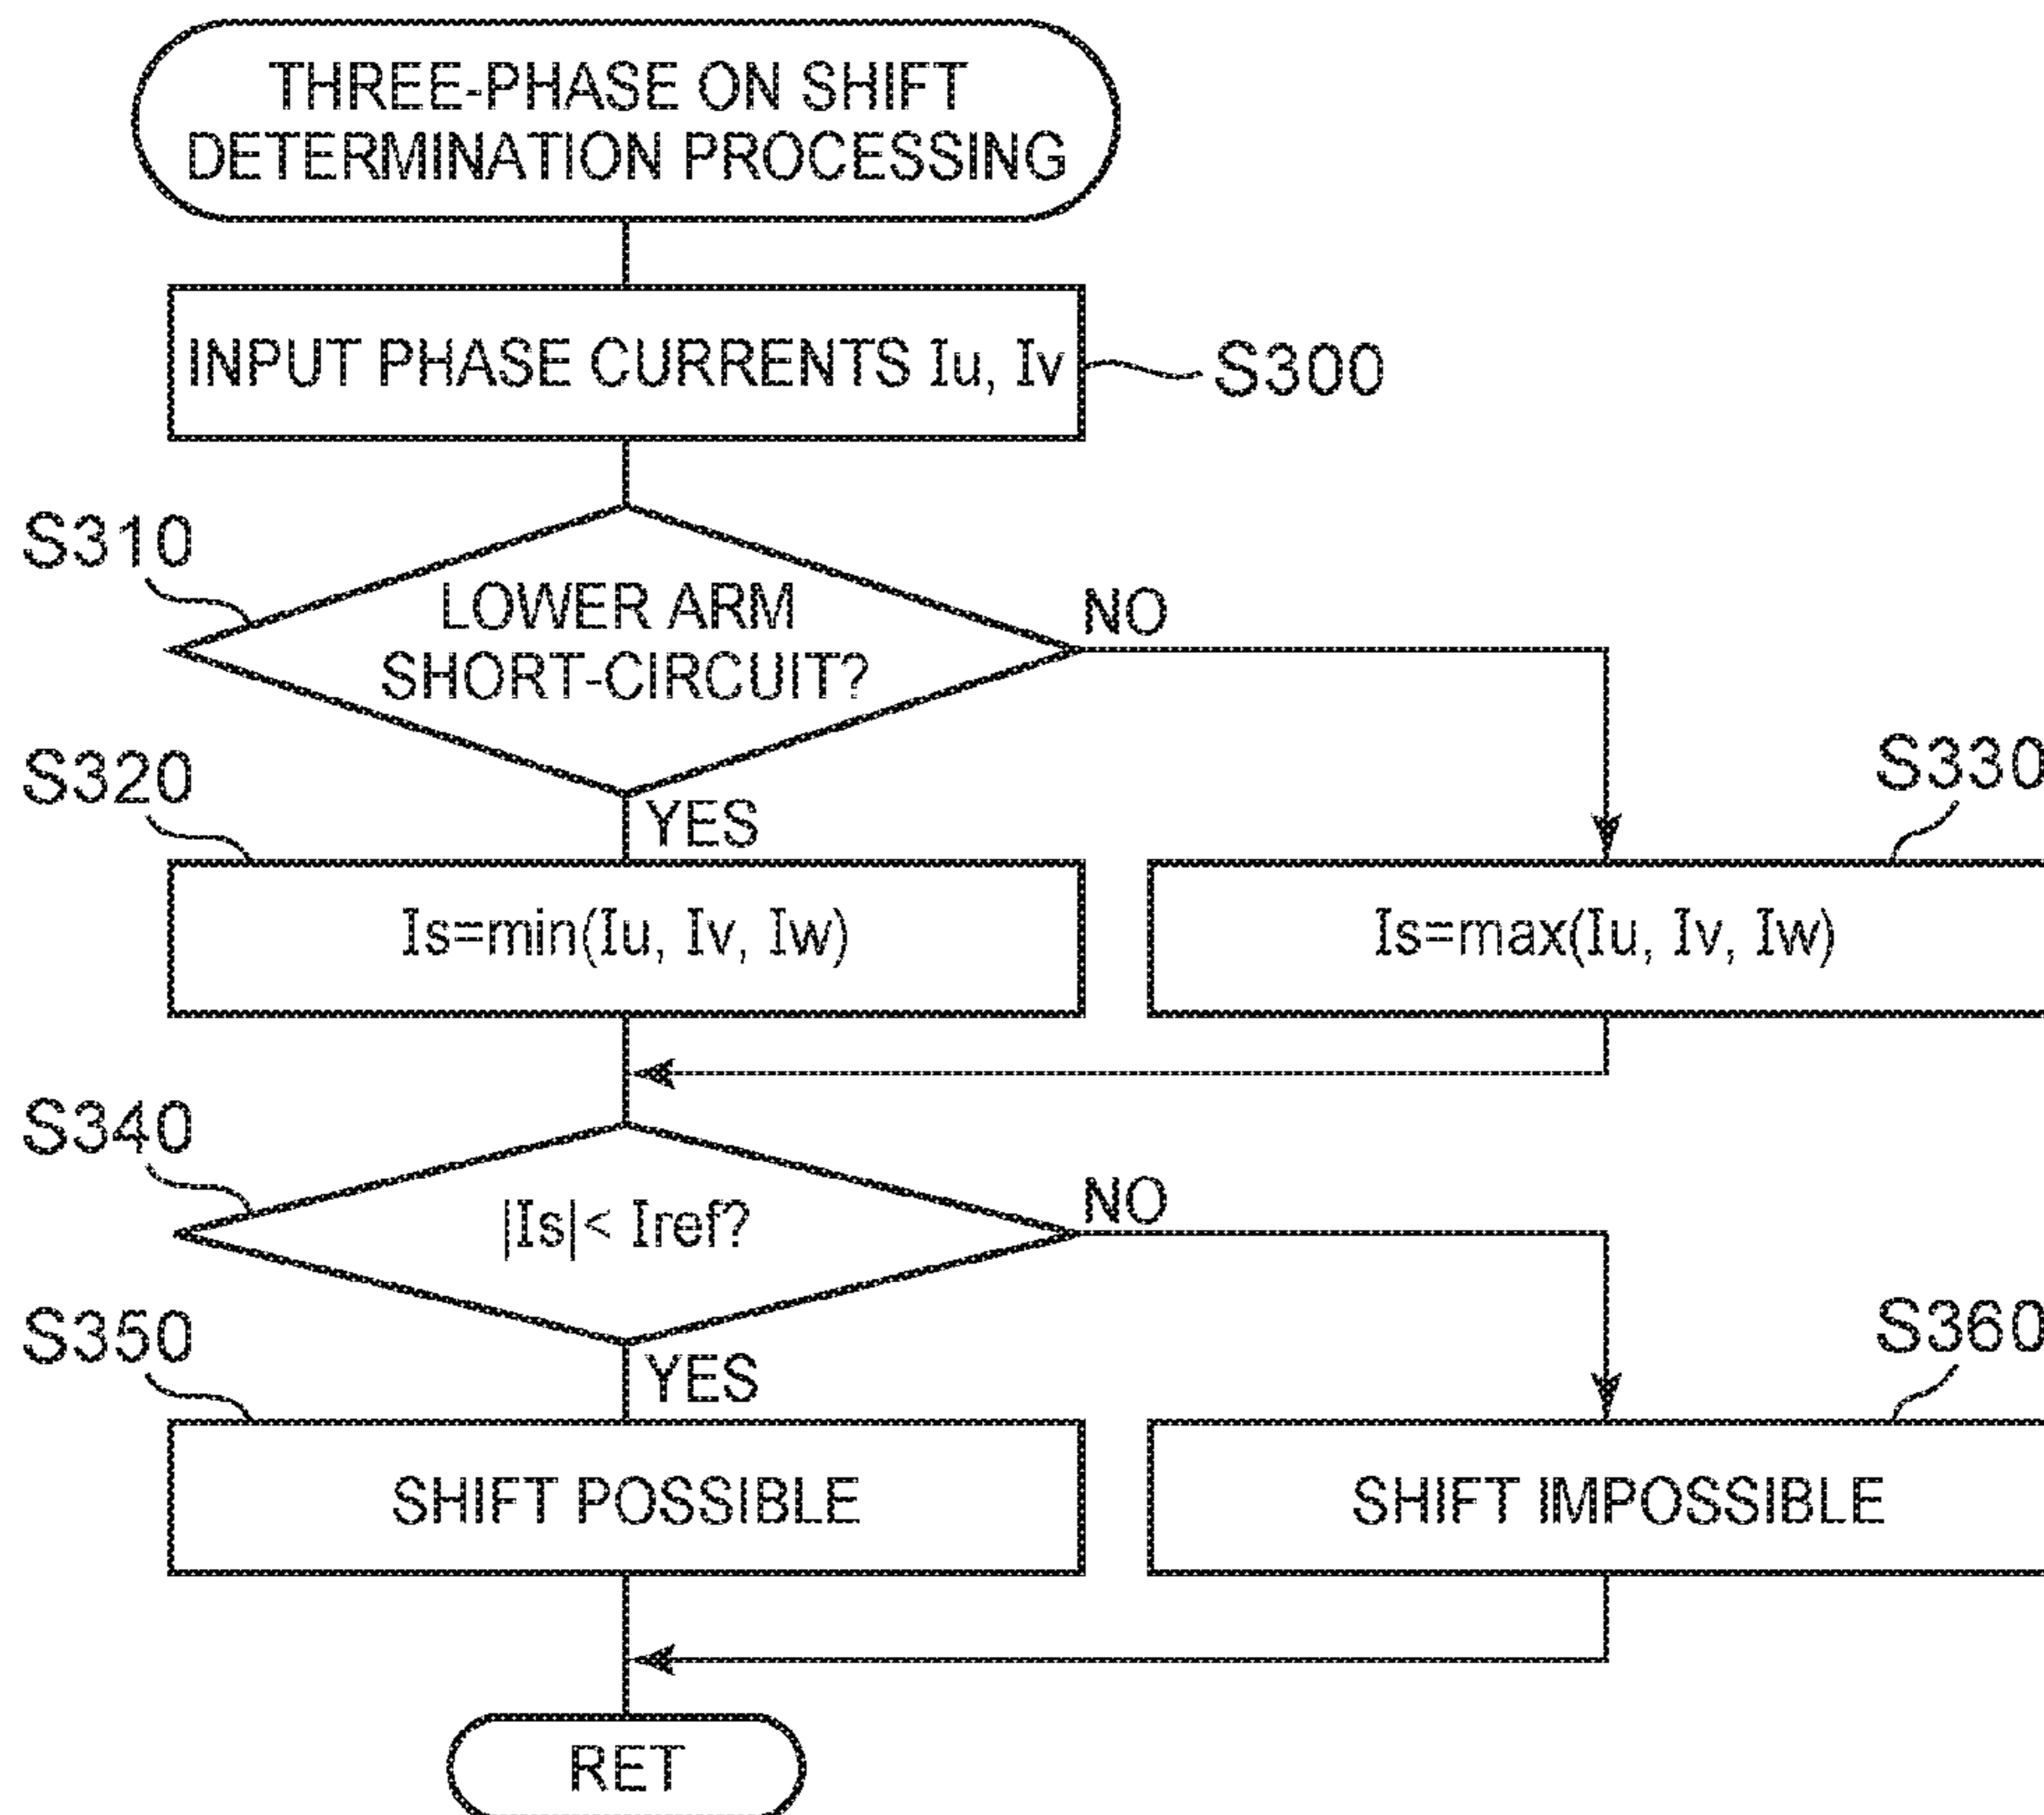 THREE-PHASE ON SHIFT
DETERMINATION PROCESSING
INPUT PHASE CURRENTS Iu, Iv
S300
S310
LOWER ARM
SHORT-CIRCUIT?
NO
S320
YES
S330
Is=min(Iu, Iv, Iw)
Is=max(Iu, Iv, Iw)
S340
|Is|< Iref?
NO
S350
YES
S360
SHIFT POSSIBLE
SHIFT IMPOSSIBLE
RET